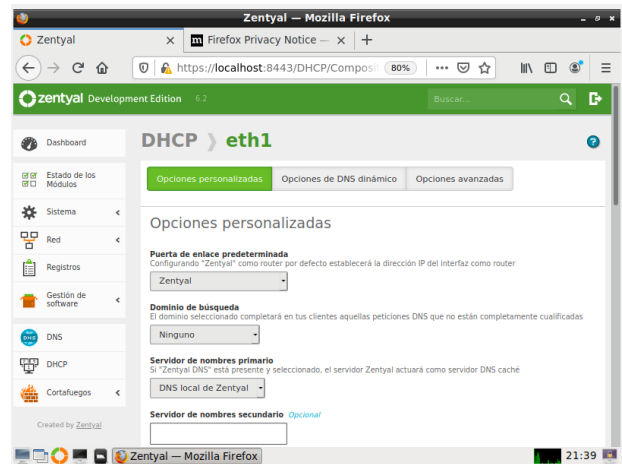 Zentyal — Mozilla Firefox
Zentyal
Firefox Privacy Notice —
https://localhost:8443/DHCP/Composi
80%
zentyal Development Edition 6.2
Buscar...
Dashboard
Estado de los
Módulos
Sistema
Red
Registros
Gestión de
software
DNS
DHCP
Cortafuegos
Created by Zentyal
DHCP eth1
Opciones personalizadas
Opciones de DNS dinámico
Opciones avanzadas
Opciones personalizadas
Puerta de enlace predeterminada
Configurando "Zentyal" como router por defecto establecerá la dirección IP del interfaz como router
Zentyal
Dominio de búsqueda
El dominio seleccionado completará en tus clientes aquellas peticiones DNS que no están completamente cualificadas
Ninguno
Servidor de nombres primario
Si "Zentyal DNS" está presente y seleccionado, el servidor Zentyal actuará como servidor DNS caché
DNS local de Zentyal
Servidor de nombres secundario Opcional
Zentyal — Mozilla Firefox
21:39